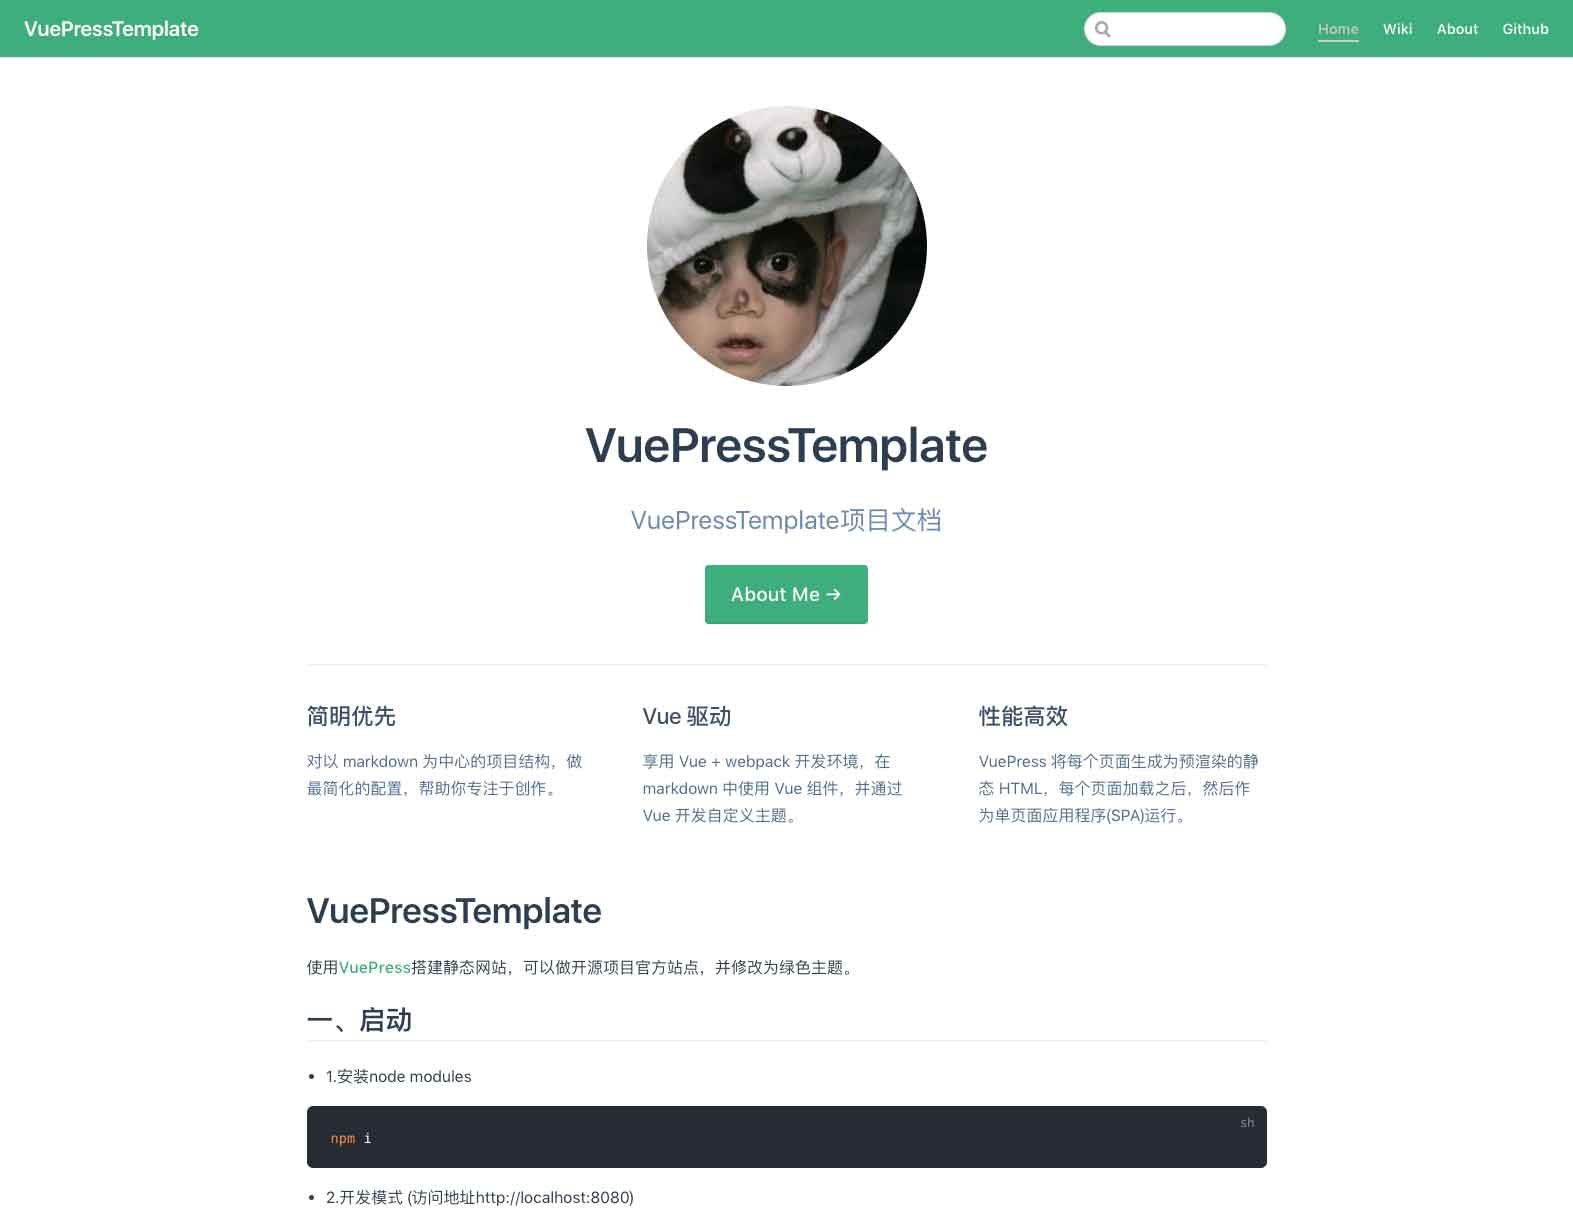 VuePressTemplate
Home Wiki About Github
VuePressTemplate
VuePressTemplate项目文档
About Me →
简明优先
对以 markdown 为中心的项目结构，做
最简化的配置，帮助你专注于创作。
Vue 驱动
享用 Vue + webpack 开发环境，在
markdown 中使用 Vue 组件，并通过
Vue 开发自定义主题。
性能高效
VuePress 将每个页面生成为预渲染的静
态 HTML，每个页面加载之后，然后作
为单页面应用程序(SPA)运行。
VuePressTemplate
使用VuePress搭建静态网站，可以做开源项目官方站点，并修改为绿色主题。
一、启动
• 1.安装node modules
sh
npm i
• 2.开发模式 (访问地址http://localhost:8080)